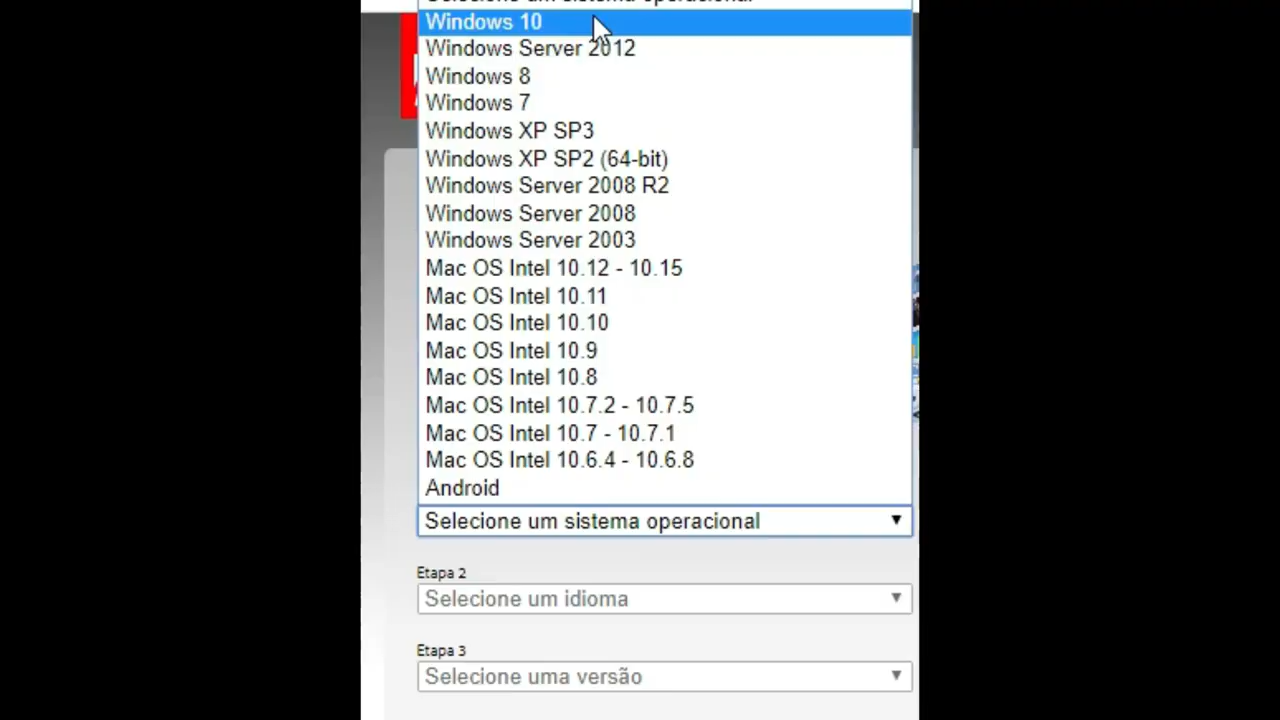 Selecione um sistema operacional
Windows 10
Windows Server 2012
Windows 8
Windows 7
Windows XP SP3
Windows XP SP2 (64-bit)
Windows Server 2008 R2
Windows Server 2008
Windows Server 2003
Mac OS Intel 10.12 - 10.15
Mac OS Intel 10.11
Mac OS Intel 10.10
Mac OS Intel 10.9
Mac OS Intel 10.8
Mac OS Intel 10.7.2 - 10.7.5
Mac OS Intel 10.7 - 10.7.1
Mac OS Intel 10.6.4 - 10.6.8
Android
Selecione um sistema operacional
Etapa 2
Selecione um idioma
Etapa 3
Selecione uma versão